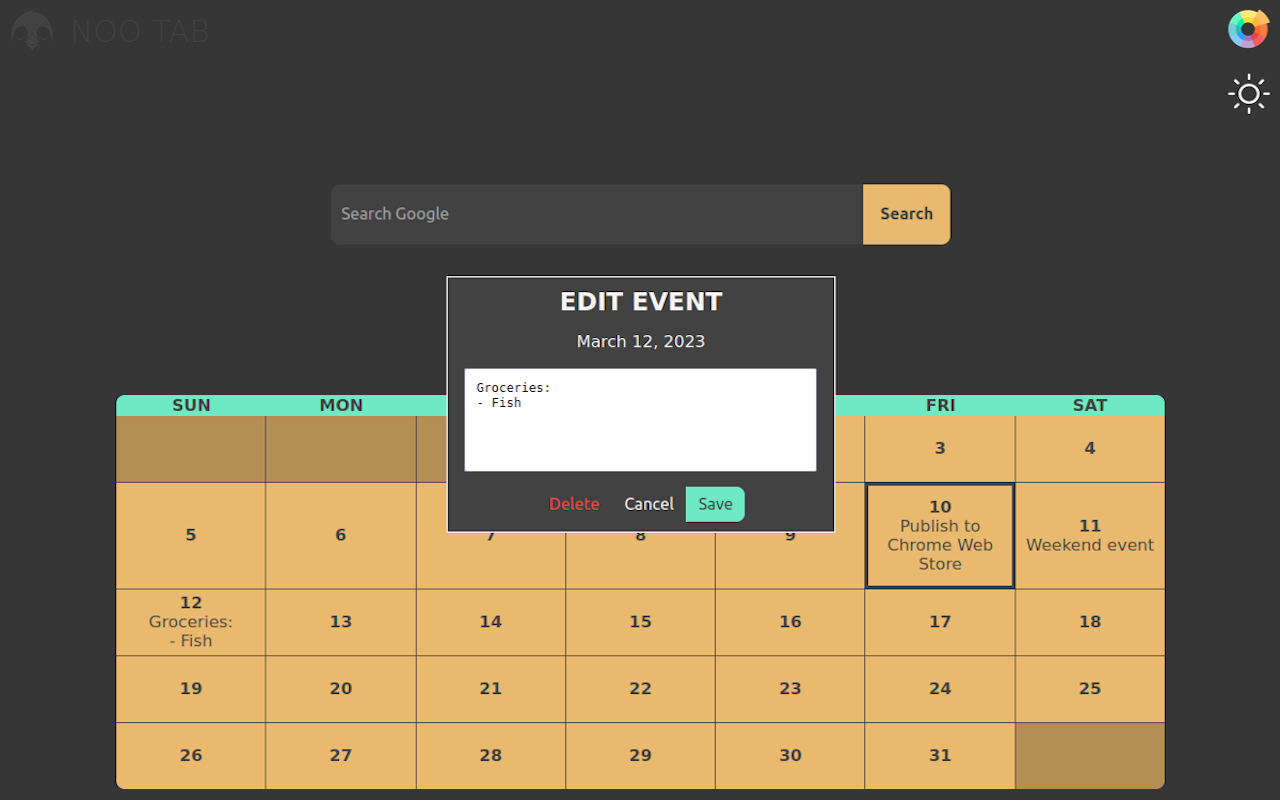 NOO TAB
Search Google
Search
EDIT EVENT
March 12, 2023
Groceries:
- Fish
Delete
Cancel
Save
SUN
MON
FRI
SAT
3
4
5
6
7
8
9
10
Publish to
Chrome Web
Store
11
Weekend event
12
Groceries:
- Fish
13
14
15
16
17
18
19
20
21
22
23
24
25
26
27
28
29
30
31